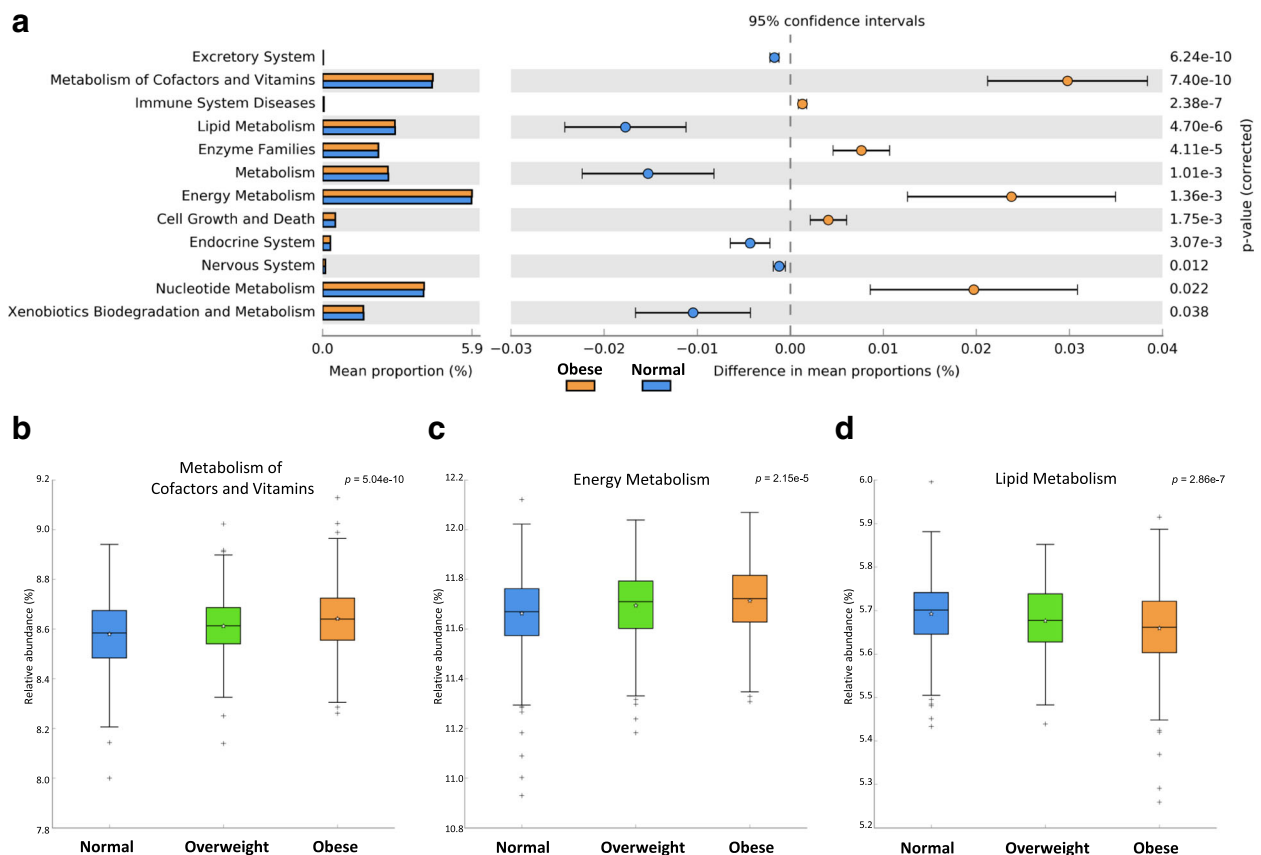 a
95% confidence intervals
Excretory System 6.24e-10
Metabolism of Cofactors and Vitamins 7.40e-10
Immune System Diseases 2.38e-7
Lipid Metabolism 4.70e-6
Enzyme Families 4.11e-5
Metabolism 1.01e-3
Energy Metabolism 1.36e-3
Cell Growth and Death 1.75e-3
Endocrine System 3.07e-3
Nervous System 0.012
Nucleotide Metabolism 0.022
Xenobiotics Biodegradation and Metabolism 0.038
p-value (corrected)
0.0 5.9 −0.03 −0.02 −0.01 0.00 0.01 0.02 0.03 0.04
Mean proportion (%) Difference in mean proportions (%)
Obese Normal
b
Metabolism of
Cofactors and Vitamins
p = 5.04e-10
Relative abundance (%)
9.2
9.0
8.8
8.6
8.4
8.2
8.0
7.8
Normal Overweight Obese
c
Energy Metabolism
p = 2.15e-5
Relative abundance (%)
12.2
12.0
11.8
11.6
11.4
11.2
11.0
10.8
Normal Overweight Obese
d
Lipid Metabolism
p = 2.86e-7
Relative abundance (%)
6.0
5.9
5.8
5.7
5.6
5.5
5.4
5.3
5.2
Normal Overweight Obese